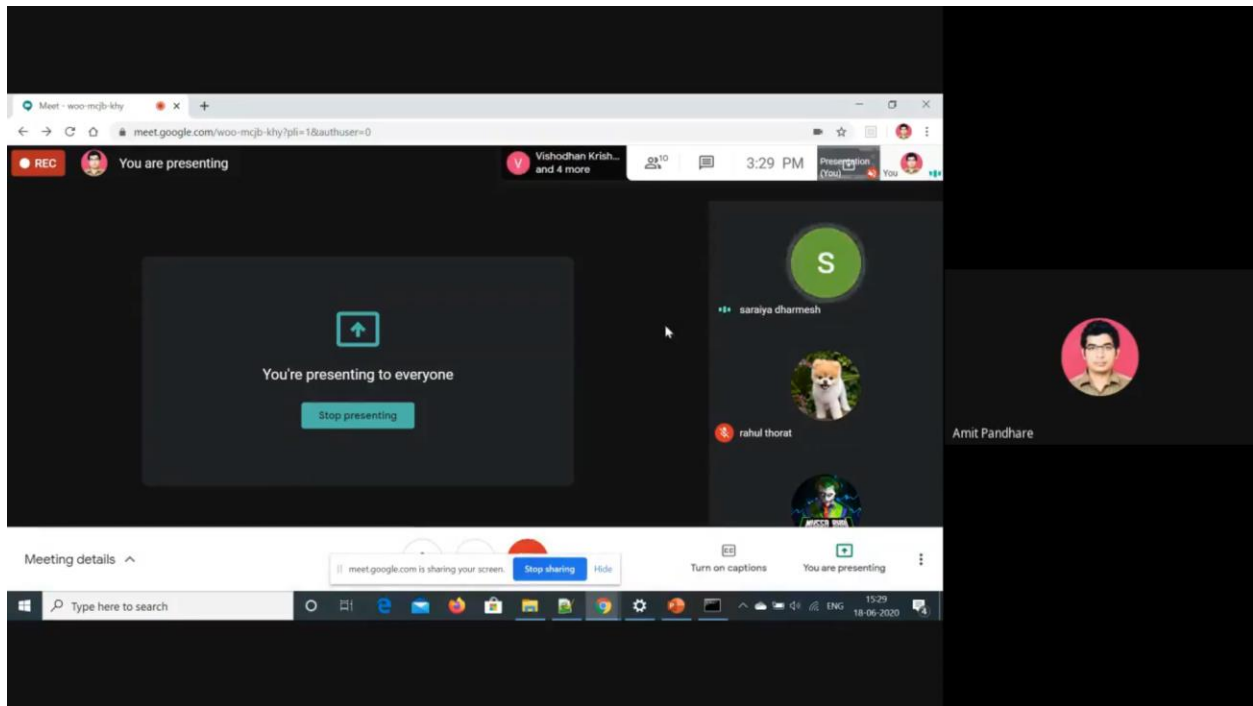 Meet - woo-mcjb-khy
meet.google.com/woo-mcjb-khy?pli=1&authuser=0
REC
You are presenting
V
Vishodhan Krish...
and 4 more
10
3:29 PM
Presentation
(You)
You
S
saraiya dharmesh
You're presenting to everyone
Stop presenting
rahul thorat
Amit Pandhare
Meeting details
meet.google.com is sharing your screen.
Stop sharing
Hide
Turn on captions
You are presenting
Type here to search
ENG
15:29
18-06-2020
4